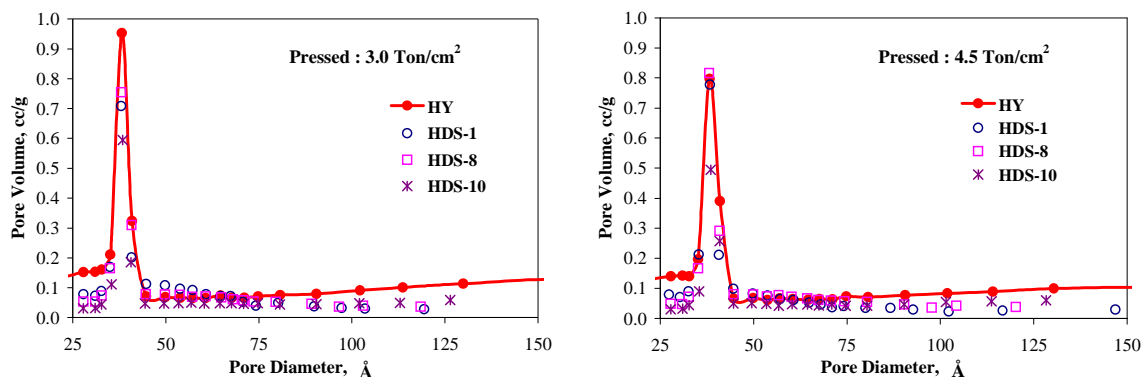 1.0
0.9
0.8
0.7
0.6
0.5
0.4
0.3
0.2
0.1
0.0
Pore Volume, cc/g
Pressed : 3.0 Ton/cm²
HY
HDS-1
HDS-8
HDS-10
25
50
75
100
125
150
Pore Diameter, Å
1.0
0.9
0.8
0.7
0.6
0.5
0.4
0.3
0.2
0.1
0.0
Pore Volume, cc/g
Pressed : 4.5 Ton/cm²
HY
HDS-1
HDS-8
HDS-10
25
50
75
100
125
150
Pore Diameter, Å